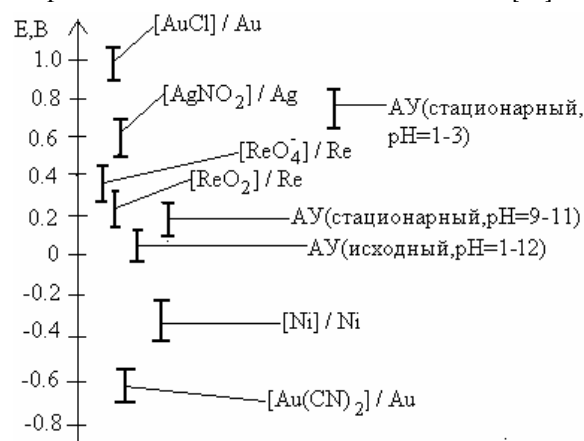 E,B
[AuCl] / Au
1.0
[AgNO₂] / Ag
0.8
АУ(стационарный,
pH=1-3)
0.6
[ReO₄⁻] / Re
0.4
[ReO₂] / Re
0.2
АУ(стационарный,pH=9-11)
0
АУ(исходный,pH=1-12)
-0.2
-0.4
[Ni] / Ni
-0.6
[Au(CN)₂] / Au
-0.8